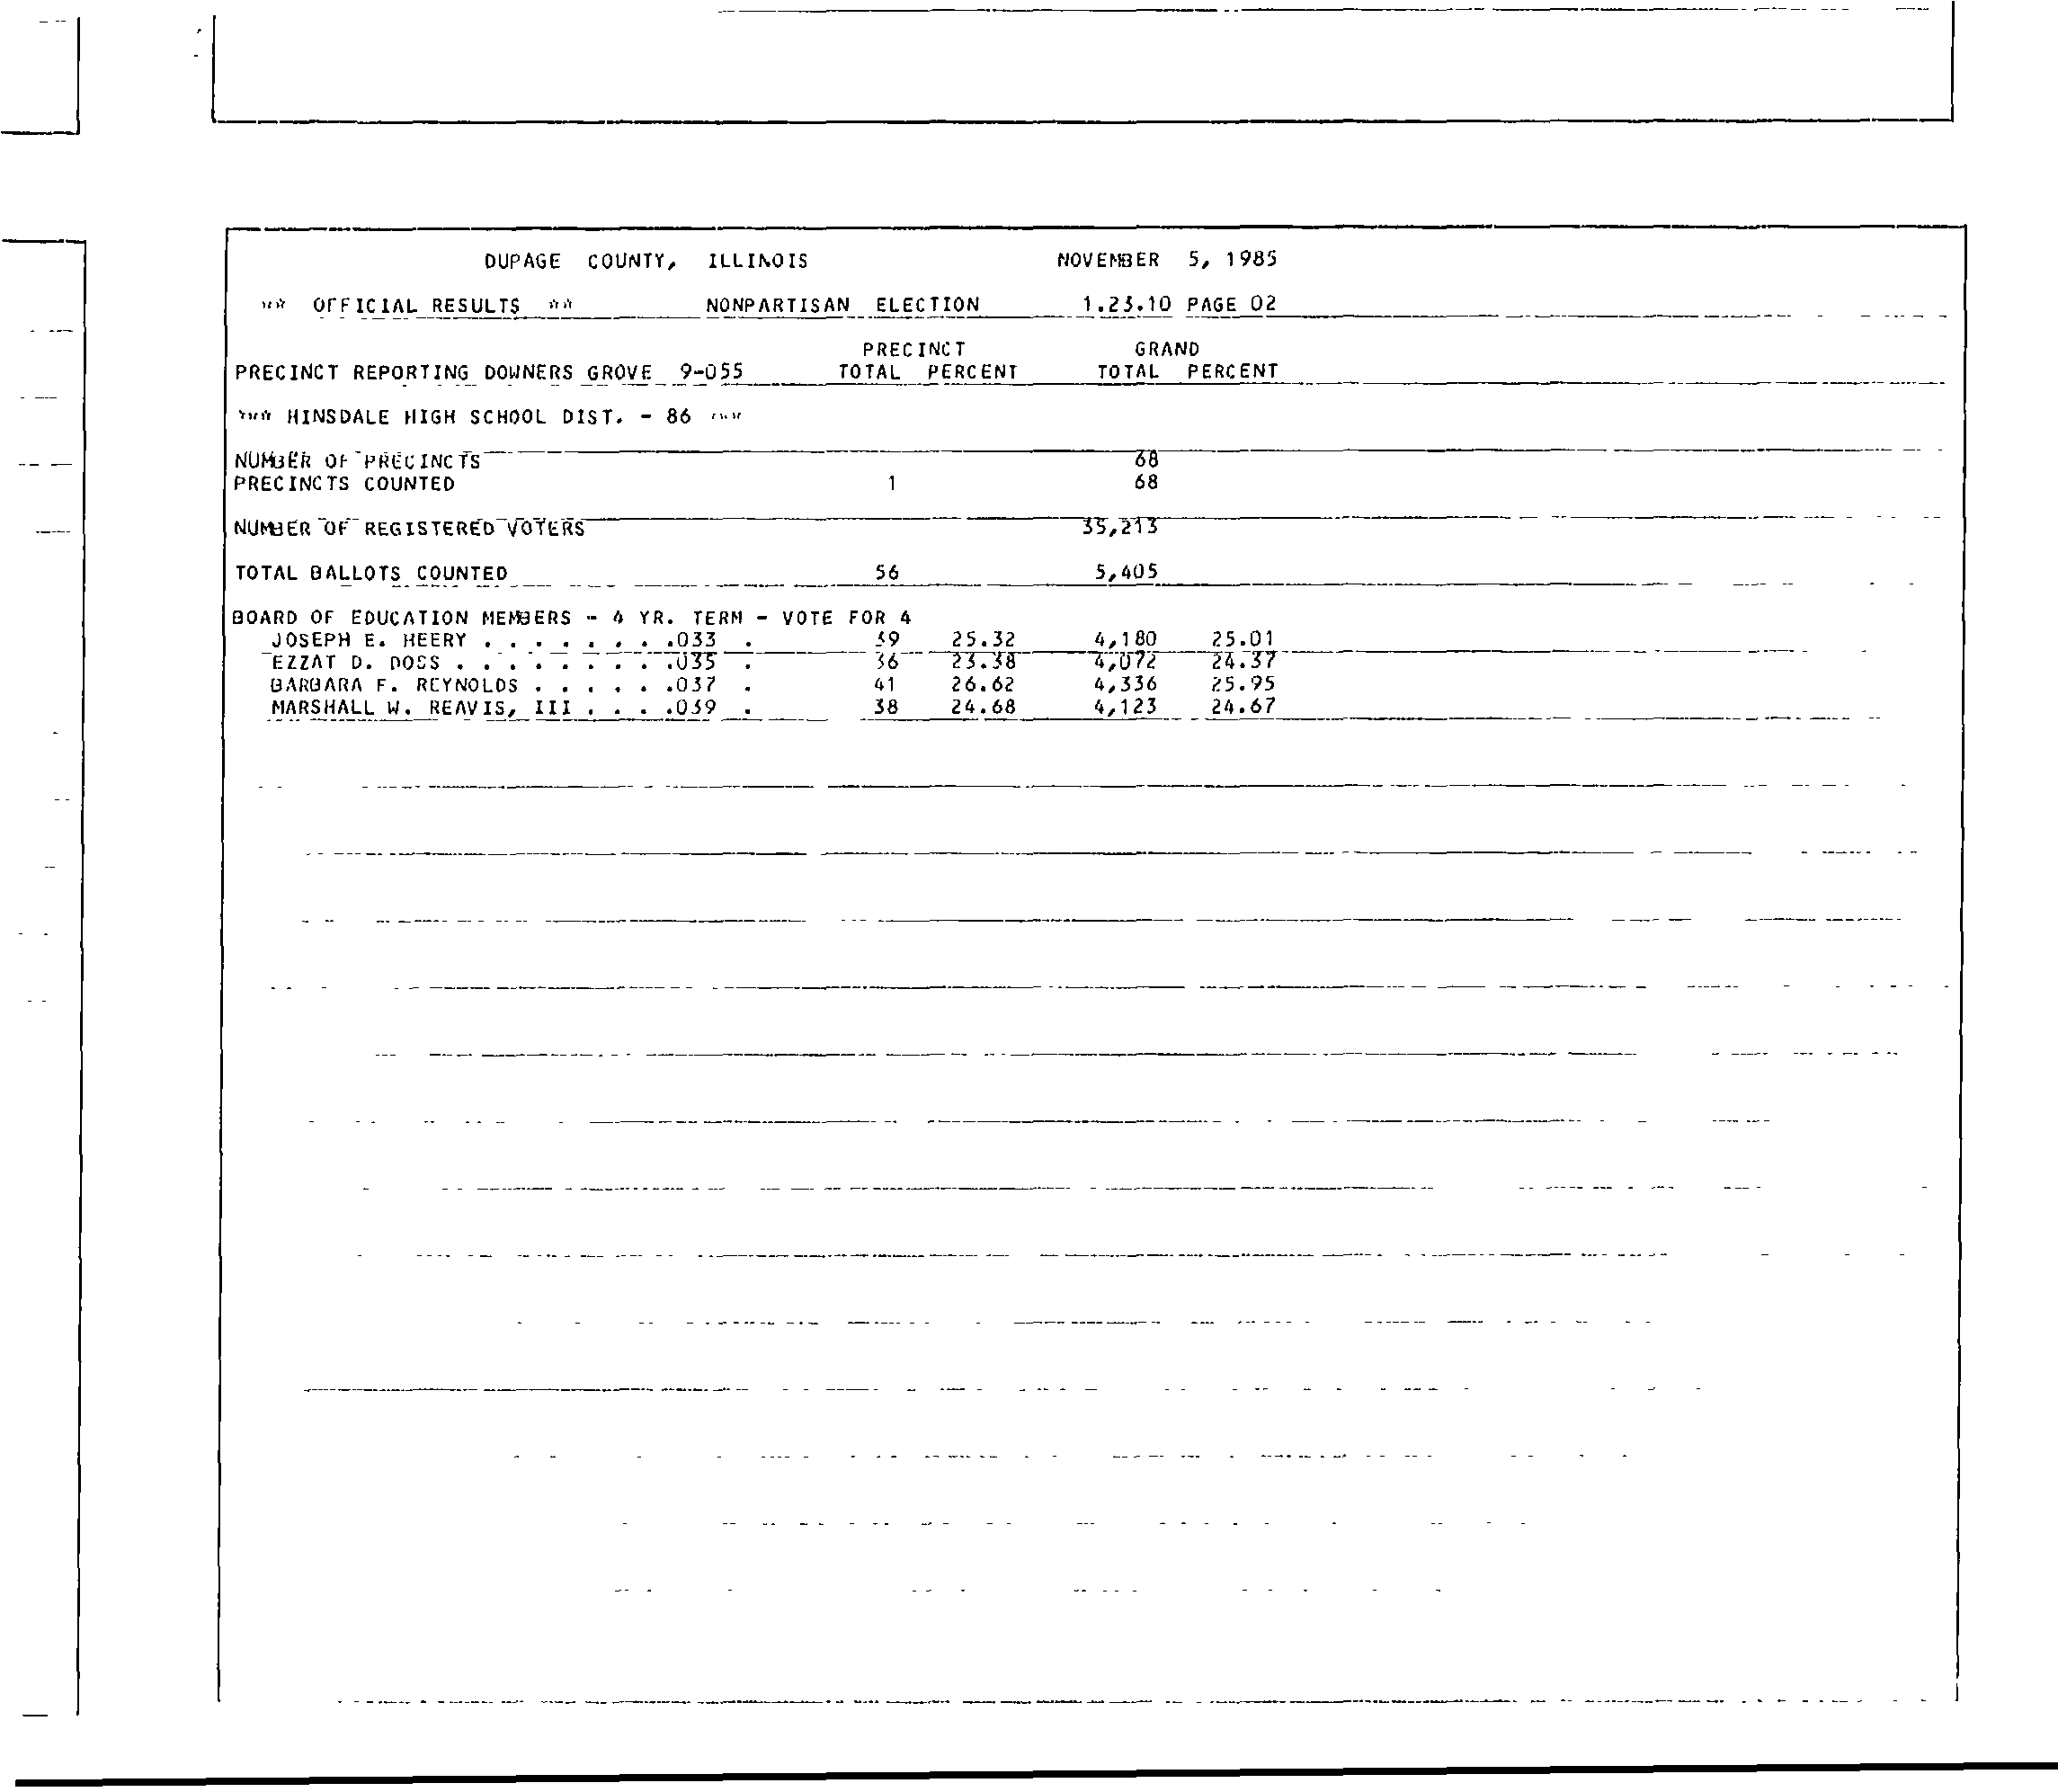 DUPAGE COUNTY, ILLINOIS NOVEMBER 5, 1985
** OFFICIAL RESULTS ** NONPARTISAN ELECTION 1.23.10 PAGE 02
PRECINCT GRAND
PRECINCT REPORTING DOWNERS GROVE 9-055 TOTAL PERCENT TOTAL PERCENT
*** HINSDALE HIGH SCHOOL DIST. - 86 ***
NUMBER OF PRECINCTS 68
PRECINCTS COUNTED 1 68
NUMBER OF REGISTERED VOTERS 35,213
TOTAL BALLOTS COUNTED 56 5,405
BOARD OF EDUCATION MEMBERS - 4 YR. TERM - VOTE FOR 4
JOSEPH E. HEERY . . . . . . . .033 . 39 25.32 4,180 25.01
EZZAT D. DOSS . . . . . . . . .035 . 36 23.38 4,072 24.37
BARBARA F. REYNOLDS . . . . . .037 . 41 26.62 4,336 25.95
MARSHALL W. REAVIS, III . . . .039 . 38 24.68 4,123 24.67